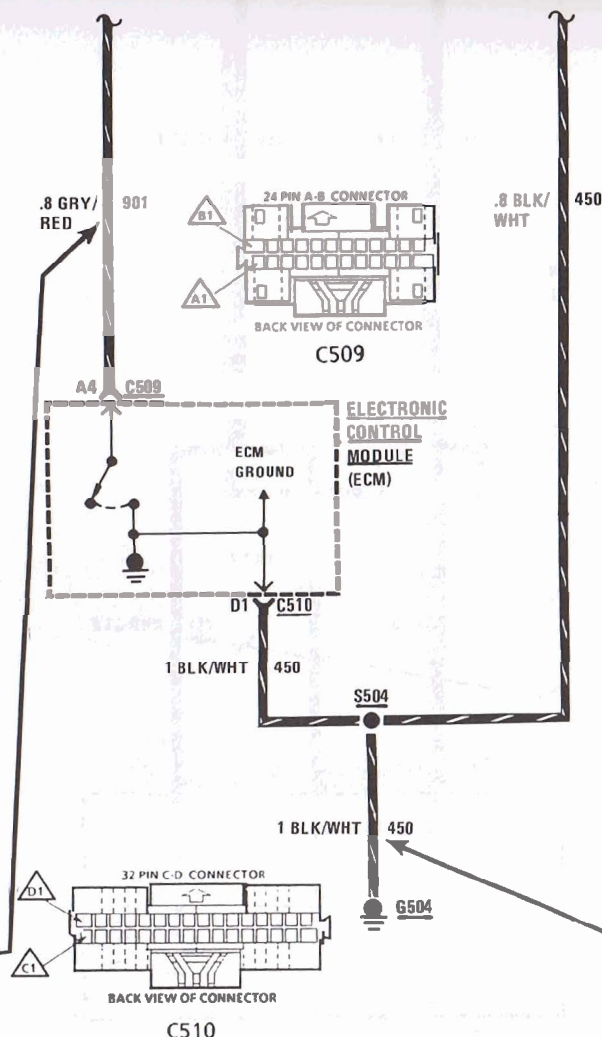 .8 GRY/
RED
901
B1
24 PIN A-B CONNECTOR
A1
BACK VIEW OF CONNECTOR
C509
.8 BLK/
WHT
450
A4
C509
ELECTRONIC
CONTROL
MODULE
(ECM)
ECM
GROUND
D1
C510
1 BLK/WHT
450
S504
1 BLK/WHT
450
G504
32 PIN C-D CONNECTOR
D1
C1
BACK VIEW OF CONNECTOR
C510